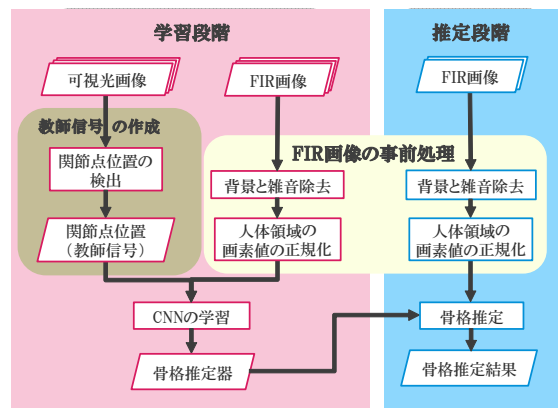 学習段階
推定段階
可視光画像
FIR画像
FIR画像
教師信号 の作成
FIR画像の事前処理
関節点位置の
検出
背景と雑音除去
背景と雑音除去
関節点位置
(教師信号)
人体領域の
画素値の正規化
人体領域の
画素値の正規化
CNNの学習
骨格推定
骨格推定器
骨格推定結果